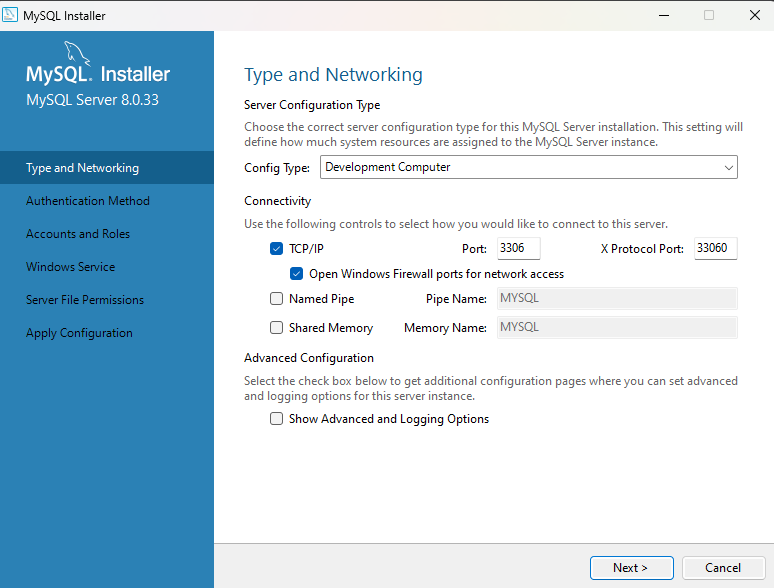 MySQL Installer
MySQL. Installer
MySQL Server 8.0.33
Type and Networking
Authentication Method
Accounts and Roles
Windows Service
Server File Permissions
Apply Configuration
Type and Networking
Server Configuration Type
Choose the correct server configuration type for this MySQL Server installation. This setting will
define how much system resources are assigned to the MySQL Server instance.
Config Type: Development Computer
Connectivity
Use the following controls to select how you would like to connect to this server.
TCP/IP Port: 3306 X Protocol Port: 33060
Open Windows Firewall ports for network access
Named Pipe Pipe Name: MYSQL
Shared Memory Memory Name: MYSQL
Advanced Configuration
Select the check box below to get additional configuration pages where you can set advanced
and logging options for this server instance.
Show Advanced and Logging Options
Next > Cancel